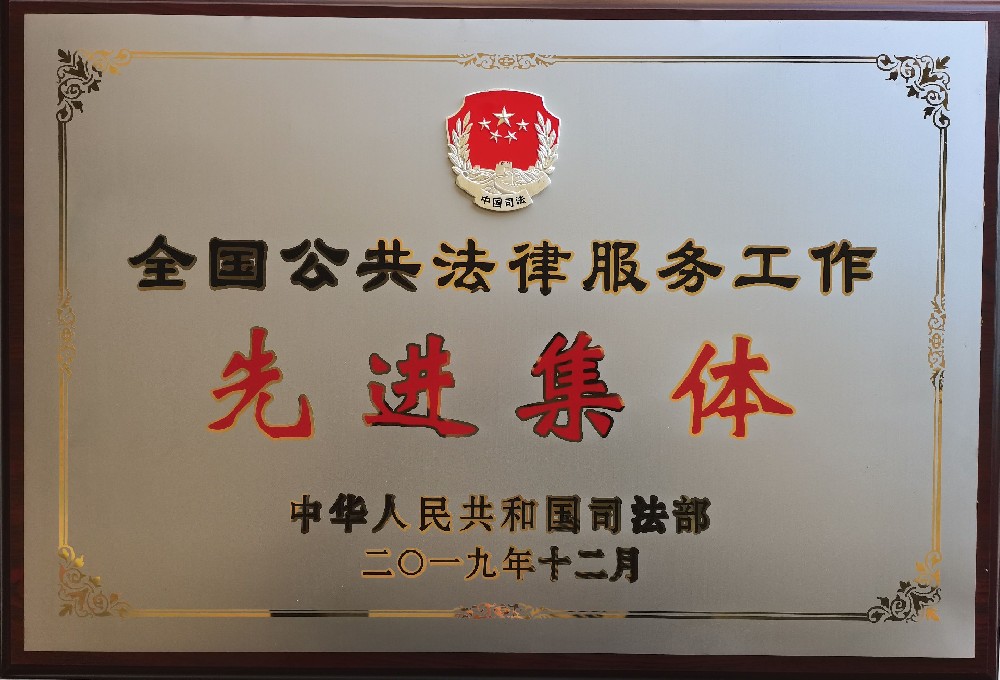 中国司法
全国公共法律服务工作
先进集体
中华人民共和国司法部
二〇一九年十二月